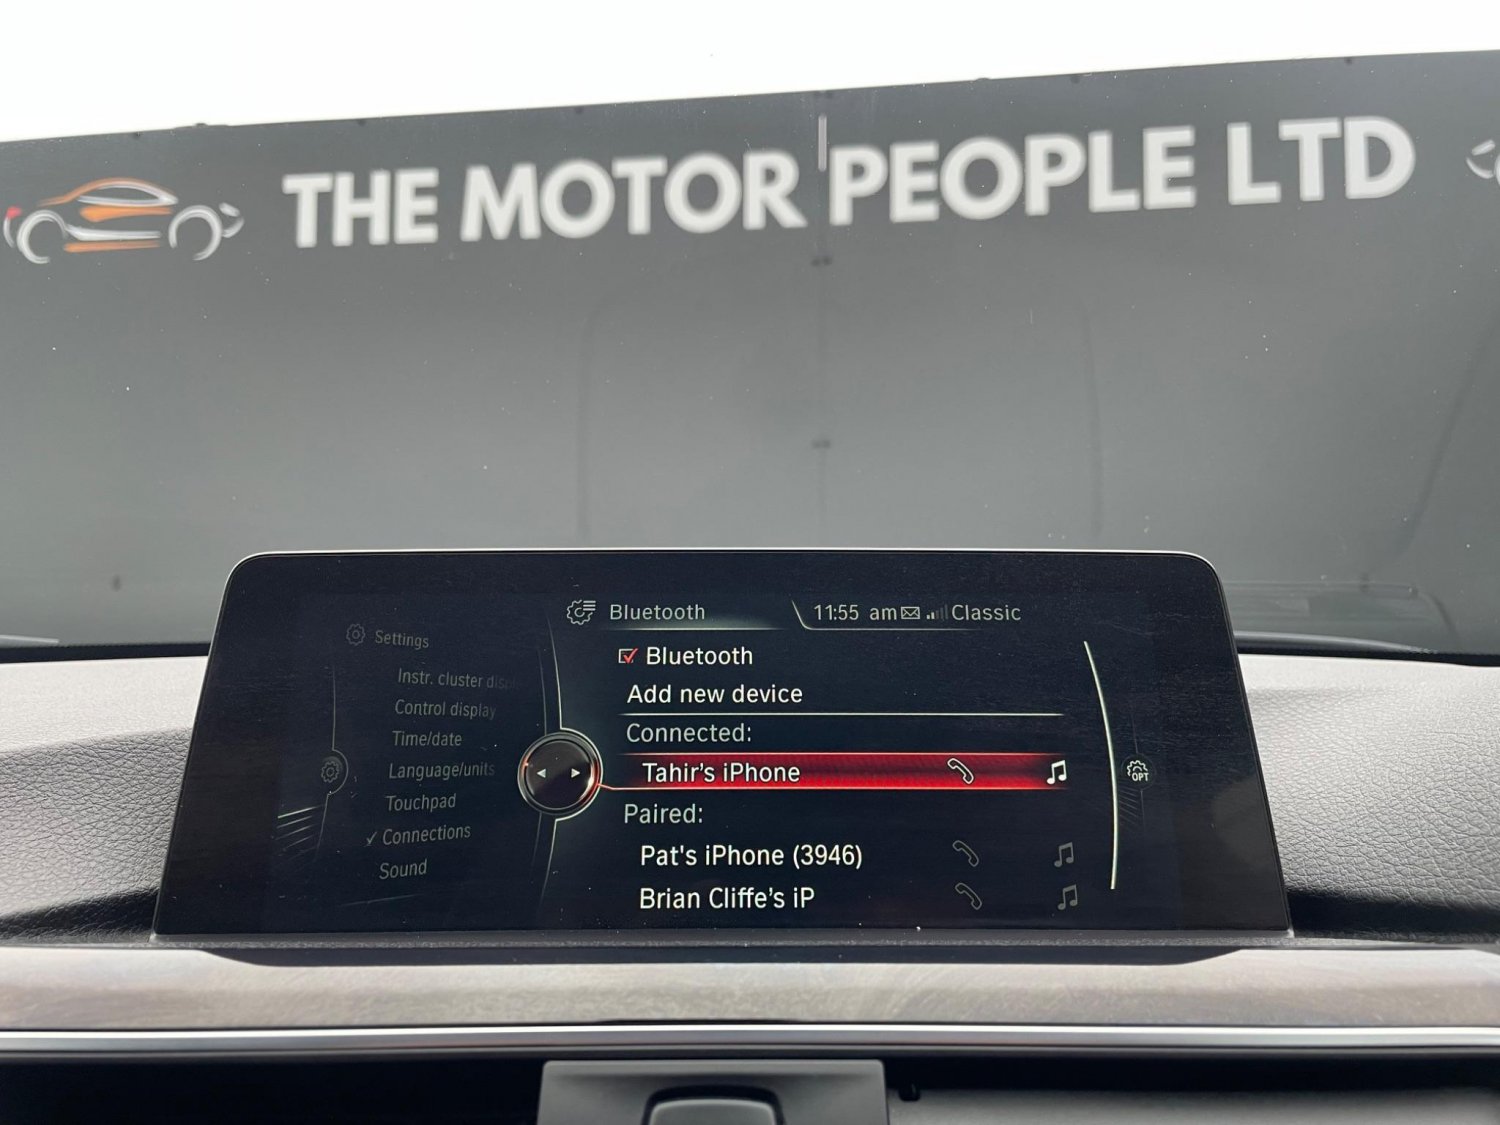 THE MOTOR PEOPLE LTD
Bluetooth
11:55 am Classic
Settings
Instr. cluster
Control display
Time/date
Language/units
Touchpad
Connections
Sound
Bluetooth
Add new device
Connected:
Tahir's iPhone
Paired:
Pat's iPhone (3946)
Brian Cliffe's iP
OPT